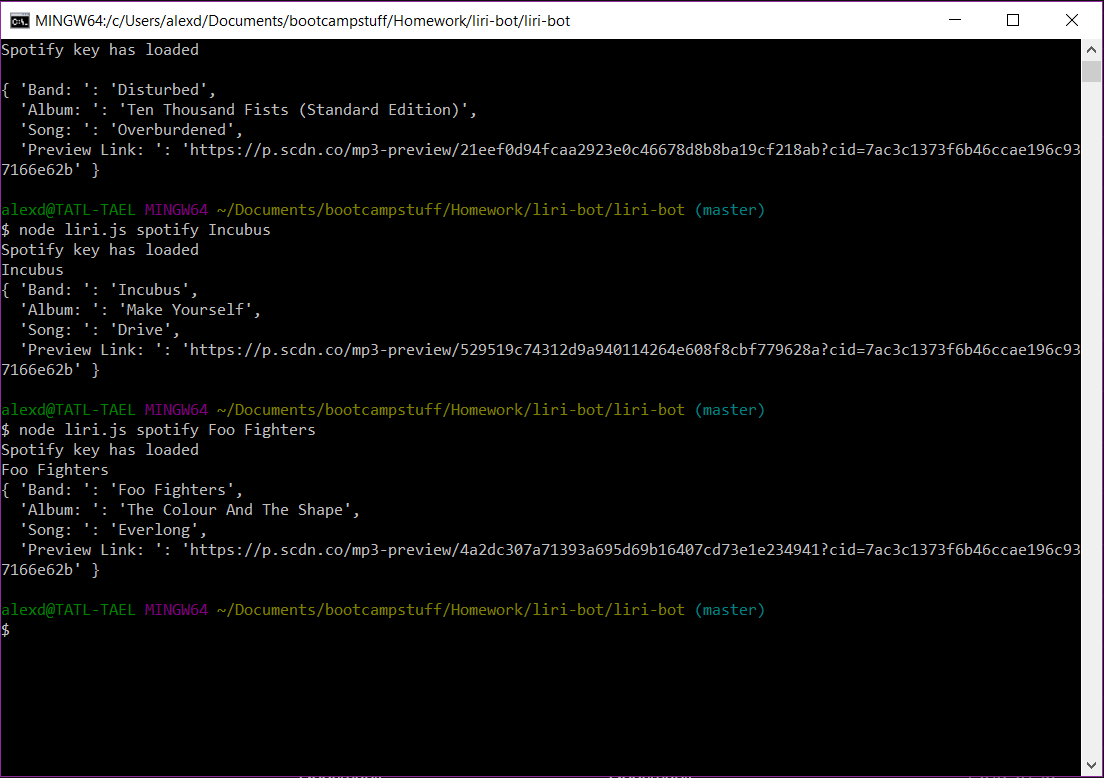 MINGW64:/c/Users/alexd/Documents/bootcampstuff/Homework/liri-bot/liri-bot
Spotify key has loaded
{ 'Band: ': 'Disturbed',
'Album: ': 'Ten Thousand Fists (Standard Edition)',
'Song: ': 'Overburdened',
'Preview Link: ': 'https://p.scdn.co/mp3-preview/21eef0d94fcaa2923e0c46678d8b8ba19cf218ab?cid=7ac3c1373f6b46ccae196c93
7166e62b' }
alexd@TATL-TAEL MINGW64 ~/Documents/bootcampstuff/Homework/liri-bot/liri-bot (master)
$ node liri.js spotify Incubus
Spotify key has loaded
Incubus
{ 'Band: ': 'Incubus',
'Album: ': 'Make Yourself',
'Song: ': 'Drive',
'Preview Link: ': 'https://p.scdn.co/mp3-preview/529519c74312d9a940114264e608f8cbf779628a?cid=7ac3c1373f6b46ccae196c93
7166e62b' }
alexd@TATL-TAEL MINGW64 ~/Documents/bootcampstuff/Homework/liri-bot/liri-bot (master)
$ node liri.js spotify Foo Fighters
Spotify key has loaded
Foo Fighters
{ 'Band: ': 'Foo Fighters',
'Album: ': 'The Colour And The Shape',
'Song: ': 'Everlong',
'Preview Link: ': 'https://p.scdn.co/mp3-preview/4a2dc307a71393a695d69b16407cd73e1e234941?cid=7ac3c1373f6b46ccae196c93
7166e62b' }
alexd@TATL-TAEL MINGW64 ~/Documents/bootcampstuff/Homework/liri-bot/liri-bot (master)
$